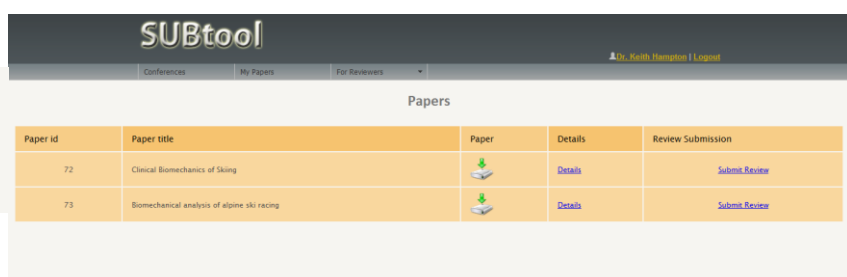 SUBtool
Dr. Keith Hampton | Logout
Conferences My Papers For Reviewers
Papers
Paper id Paper title Paper Details Review Submission
72 Clinical Biomechanics of Skiing Details Submit Review
73 Biomechanical analysis of alpine ski racing Details Submit Review